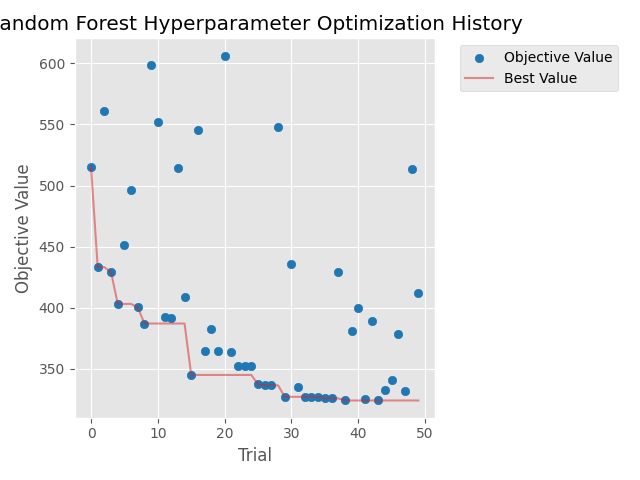 andom Forest Hyperparameter Optimization History
Objective Value
Best Value
600
550
500
450
400
350
Objective Value
0
10
20
30
40
50
Trial